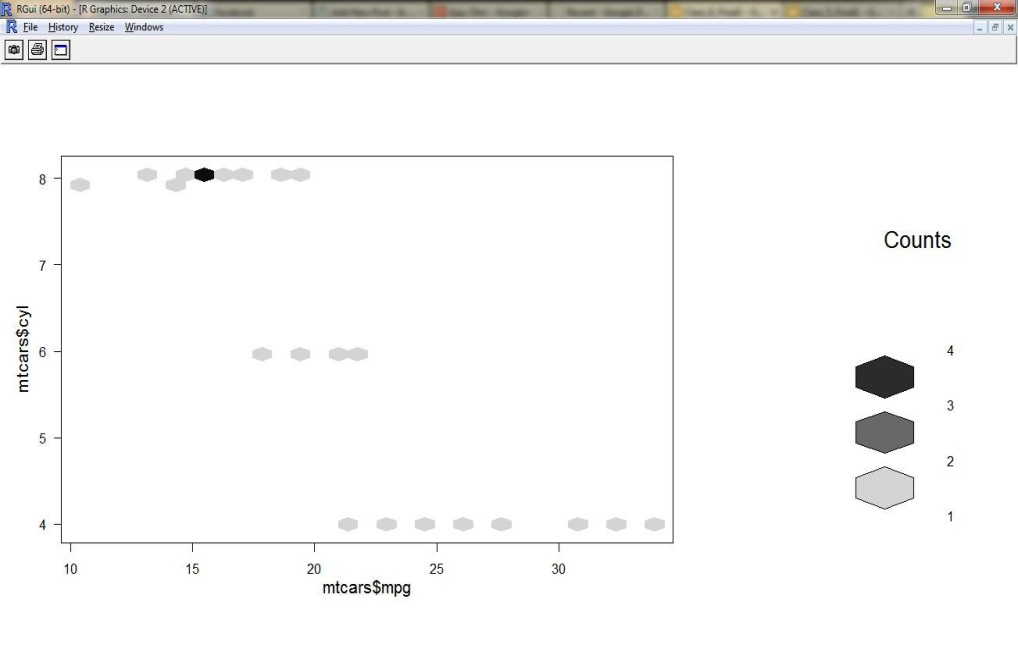 RGui (64-bit) - [R Graphics: Device 2 (ACTIVE)]
File History Resize Windows
8
7
6
5
4
mtcars$cyl
10 15 20 25 30
mtcars$mpg
Counts
4
3
2
1